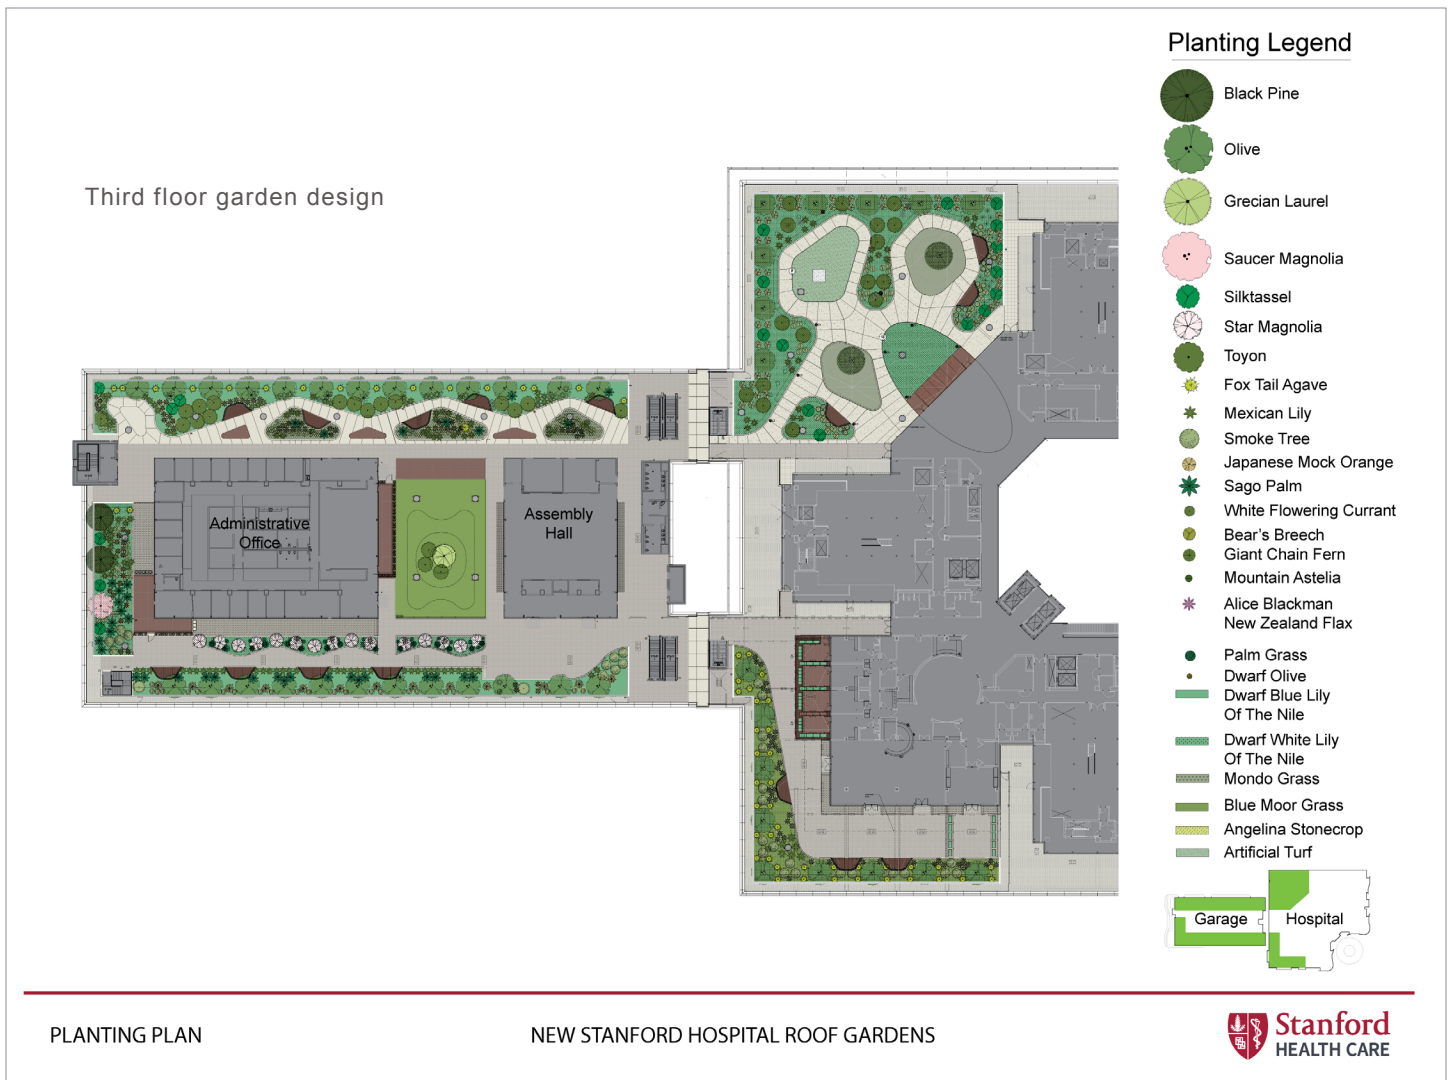 Planting Legend
Black Pine
Olive
Grecian Laurel
Saucer Magnolia
Silktassel
Star Magnolia
Toyon
Fox Tail Agave
Mexican Lily
Smoke Tree
Japanese Mock Orange
Sago Palm
White Flowering Currant
Bear's Breech
Giant Chain Fern
Mountain Astelia
Alice Blackman
New Zealand Flax
Palm Grass
Dwarf Olive
Dwarf Blue Lily
Of The Nile
Dwarf White Lily
Of The Nile
Mondo Grass
Blue Moor Grass
Angelina Stonecrop
Artificial Turf
Third floor garden design
Administrative
Office
Assembly
Hall
Garage
Hospital
PLANTING PLAN
NEW STANFORD HOSPITAL ROOF GARDENS
Stanford
HEALTH CARE